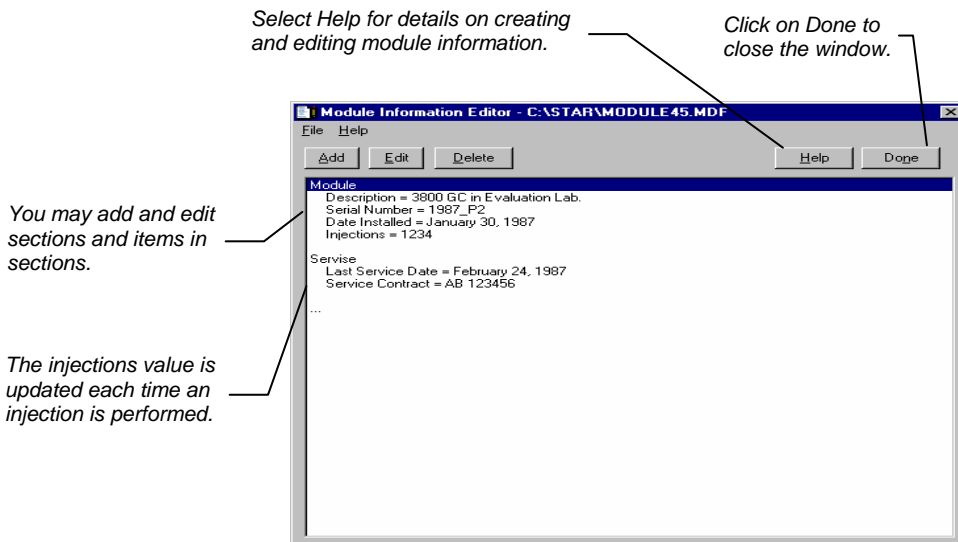 Select Help for details on creating
and editing module information.
Click on Done to
close the window.
Module Information Editor - C:\STAR\MODULE45.MDF
File Help
Add Edit Delete Help Done
Module
Description = 3800 GC in Evaluation Lab.
Serial Number = 1987_P2
Date Installed = January 30, 1987
Injections = 1234
Servise
Last Service Date = February 24, 1987
Service Contract = AB 123456
...
You may add and edit
sections and items in
sections.
The injections value is
updated each time an
injection is performed.